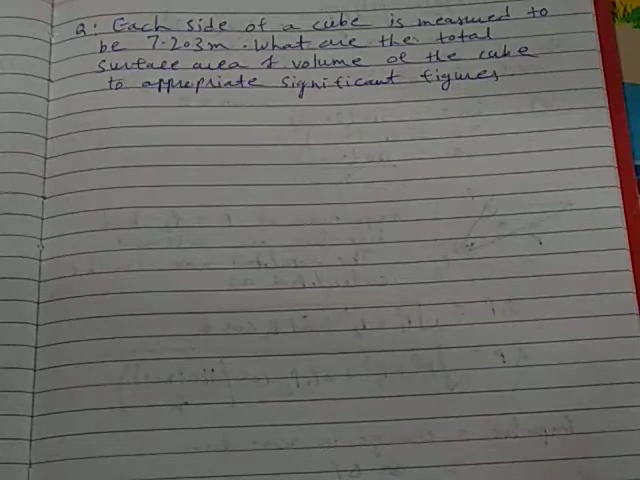 Q: Each side of a cube is measured to
be 7.203m. What are the total
surface area & volume of the cube
to appropriate significant figures